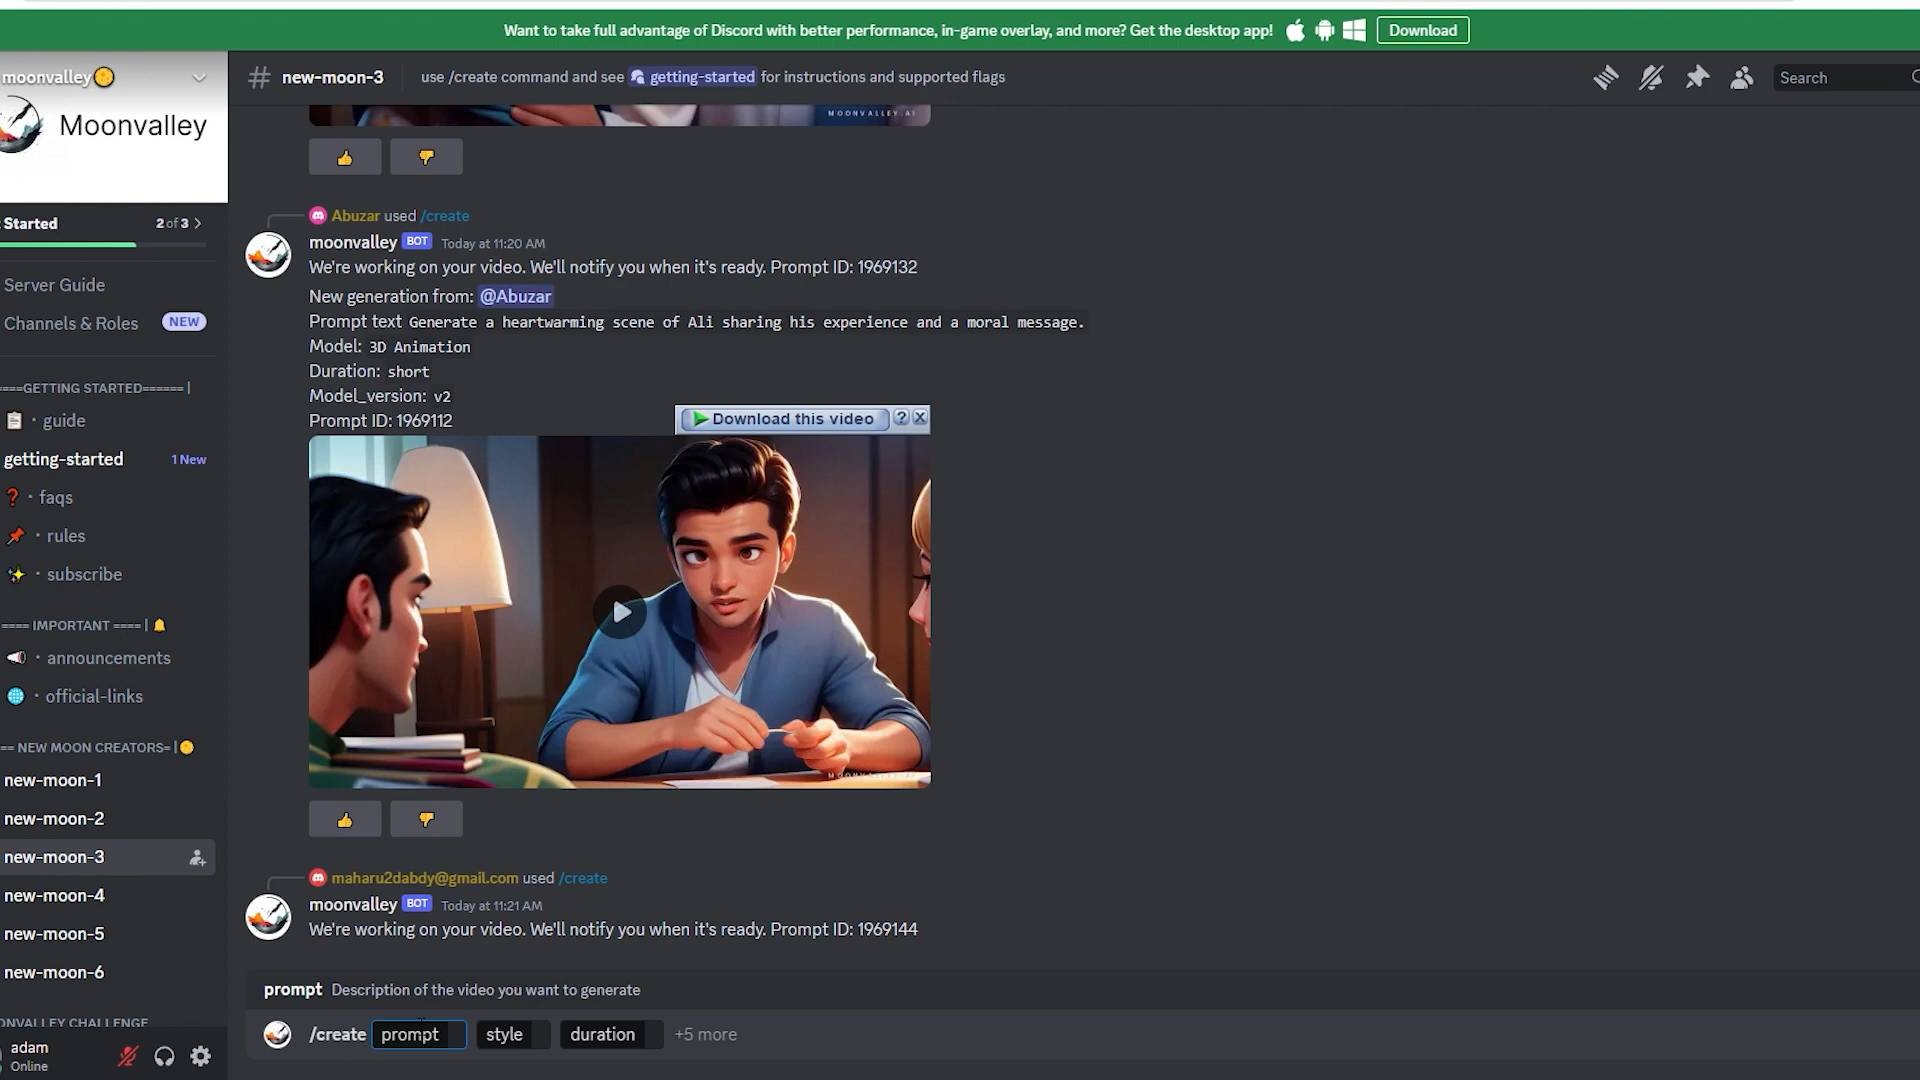 Want to take full advantage of Discord with better performance, in-game overlay, and more? Get the desktop app! Download
moonvalley
Moonvalley
Started 2 of 3
Server Guide
Channels & Roles NEW
====GETTING STARTED====== |
· guide
getting-started 1 New
· faqs
· rules
· subscribe
==== IMPORTANT ==== |
· announcements
· official-links
== NEW MOON CREATORS= |
new-moon-1
new-moon-2
new-moon-3
new-moon-4
new-moon-5
new-moon-6
adam
Online
# new-moon-3 use /create command and see getting-started for instructions and supported flags
Search
MOONVALLEY.AI
Abuzar used /create
moonvalley BOT Today at 11:20 AM
We're working on your video. We'll notify you when it's ready. Prompt ID: 1969132
New generation from: @Abuzar
Prompt text Generate a heartwarming scene of Ali sharing his experience and a moral message.
Model: 3D Animation
Duration: short
Model_version: v2
Prompt ID: 1969112
Download this video ? X
maharu2dabdy@gmail.com used /create
moonvalley BOT Today at 11:21 AM
We're working on your video. We'll notify you when it's ready. Prompt ID: 1969144
prompt Description of the video you want to generate
/create prompt style duration +5 more